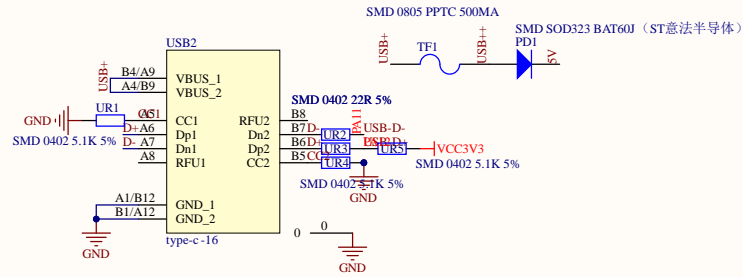 SMD 0805 PPTC 500MA
SMD SOD323 BAT60J（ST意法半导体）
USB+
TF1
USB++
PD1
5V
USB2
USB+
B4/A9
VBUS_1
A4/B9
VBUS_2
SMD 0402 22R 5%
GND
UR1
CC1
A5
CC1
RFU2
B8
PA11
D+
A6
Dp1
Dn2
B7
D-
UR2
USB-D-
SMD 0402 5.1K 5%
D-
A7
Dn1
Dp2
B6
D+
UR3
UR5
VCC3V3
A8
RFU1
CC2
B5
UR4
SMD 0402 5.1K 5%
SMD 0402 5.1K 5%
GND
A1/B12
GND_1
B1/A12
GND_2
GND
type-c-16
0
0
GND